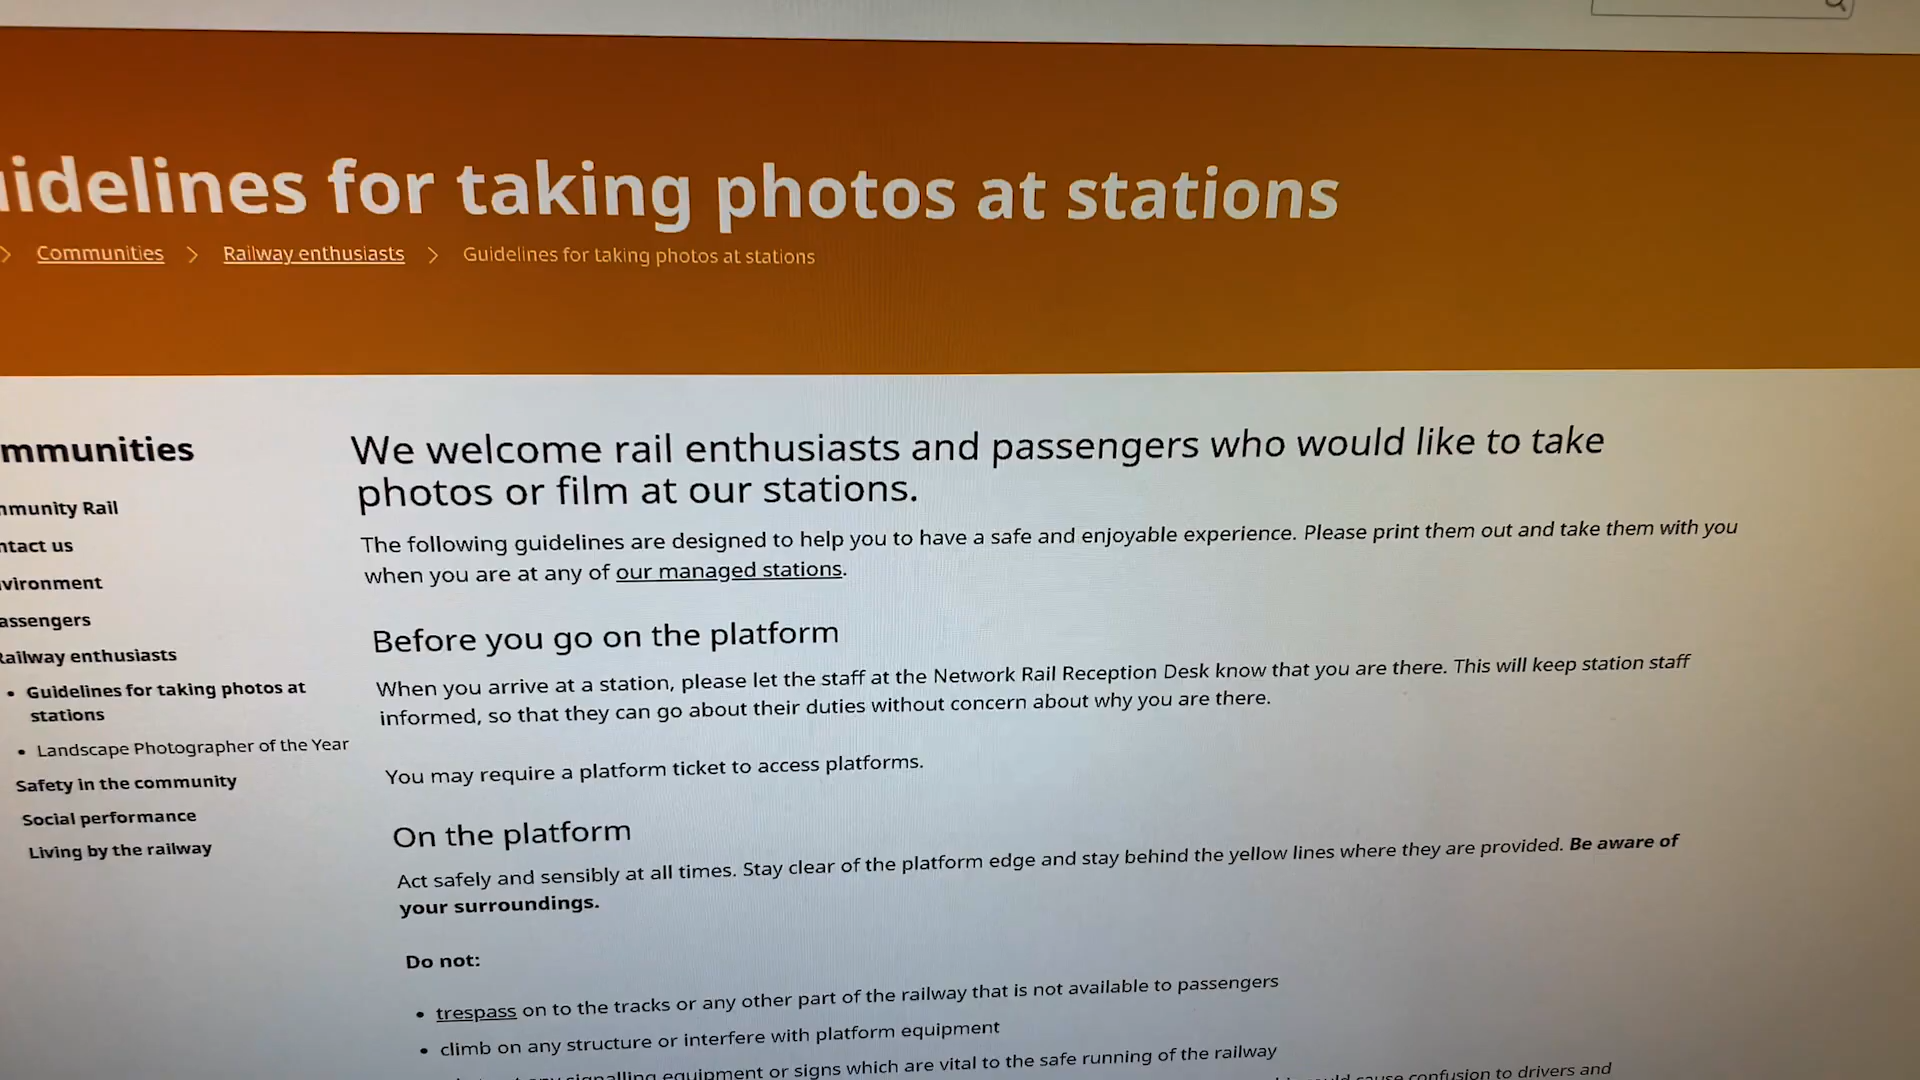 idelines for taking photos at stations
Communities > Railway enthusiasts > Guidelines for taking photos at stations
mmunities
mmunity Rail
ntact us
vironment
assengers
Railway enthusiasts
• Guidelines for taking photos at
stations
• Landscape Photographer of the Year
Safety in the community
Social performance
Living by the railway
We welcome rail enthusiasts and passengers who would like to take
photos or film at our stations.
The following guidelines are designed to help you to have a safe and enjoyable experience. Please print them out and take them with you
when you are at any of our managed stations.
Before you go on the platform
When you arrive at a station, please let the staff at the Network Rail Reception Desk know that you are there. This will keep station staff
informed, so that they can go about their duties without concern about why you are there.
You may require a platform ticket to access platforms.
On the platform
Act safely and sensibly at all times. Stay clear of the platform edge and stay behind the yellow lines where they are provided. Be aware of
your surroundings.
Do not:
• trespass on to the tracks or any other part of the railway that is not available to passengers
• climb on any structure or interfere with platform equipment
signalling equipment or signs which are vital to the safe running of the railway
cause confusion to drivers and